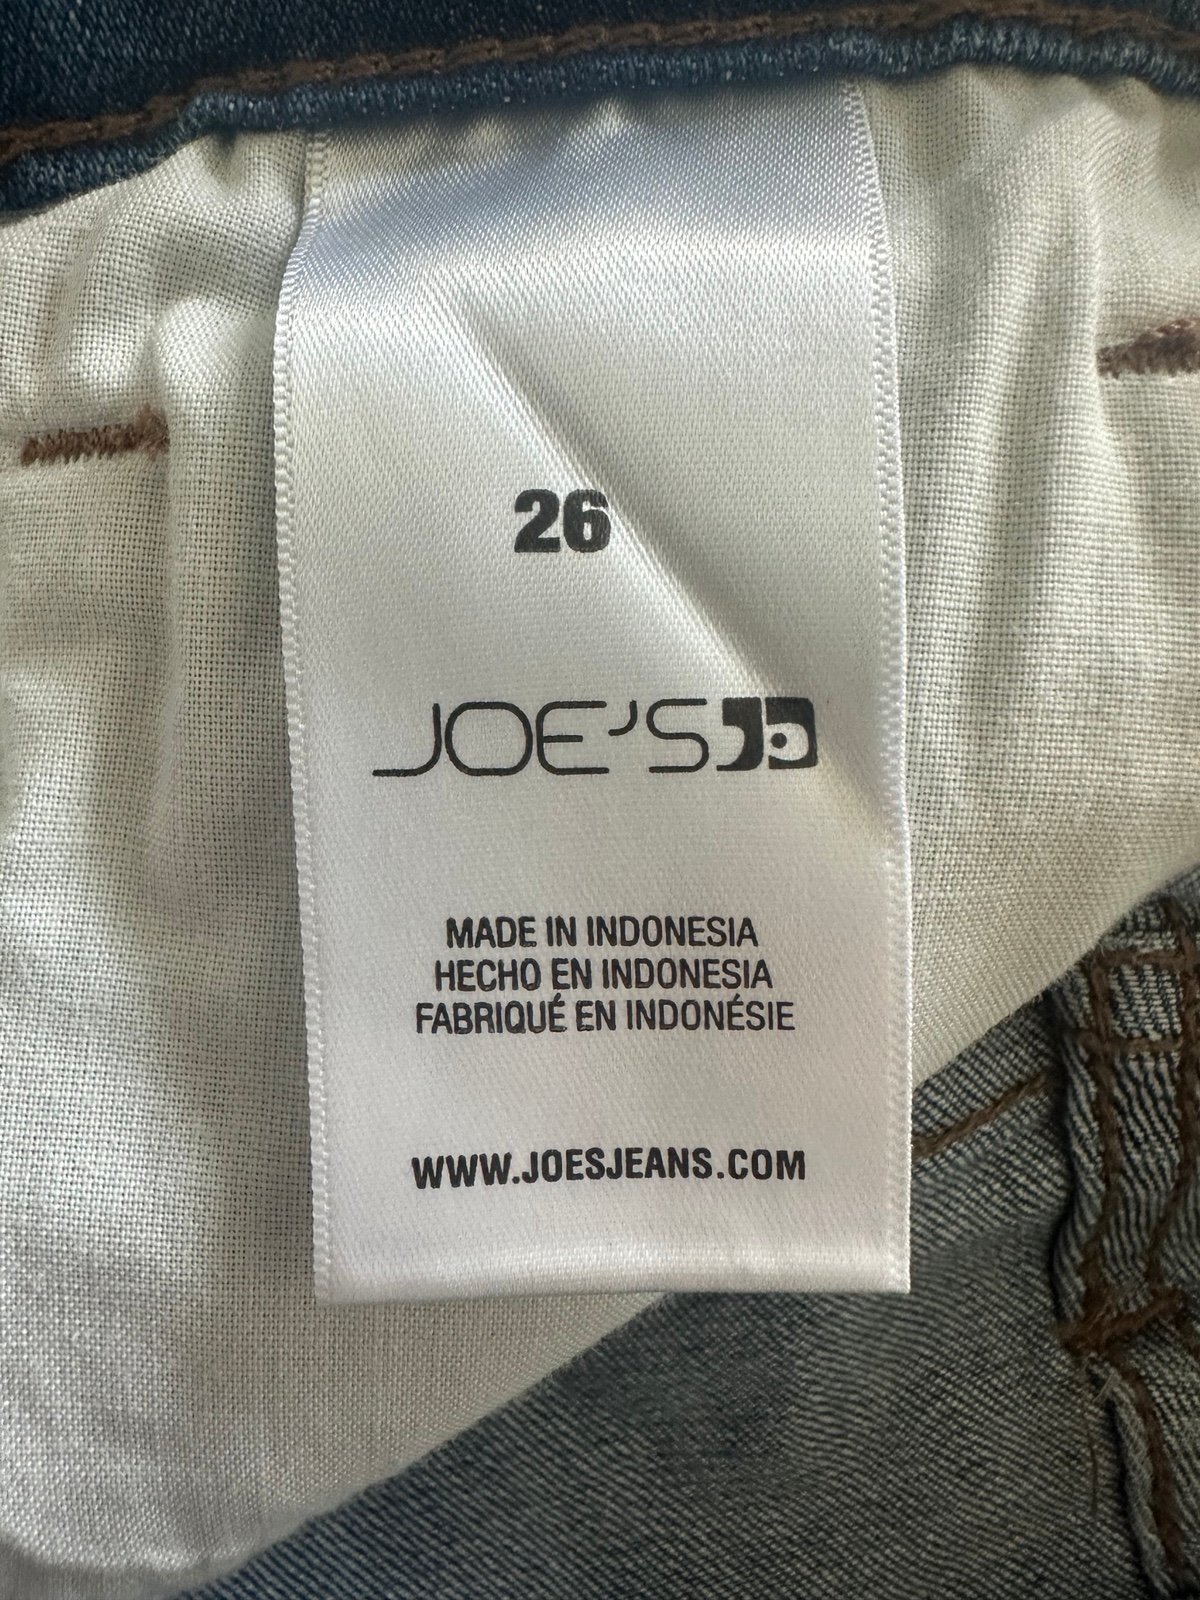 26
JOE'S
MADE IN INDONESIA
HECHO EN INDONESIA
FABRIQUÉ EN INDONÉSIE
WWW.JOESJEANS.COM